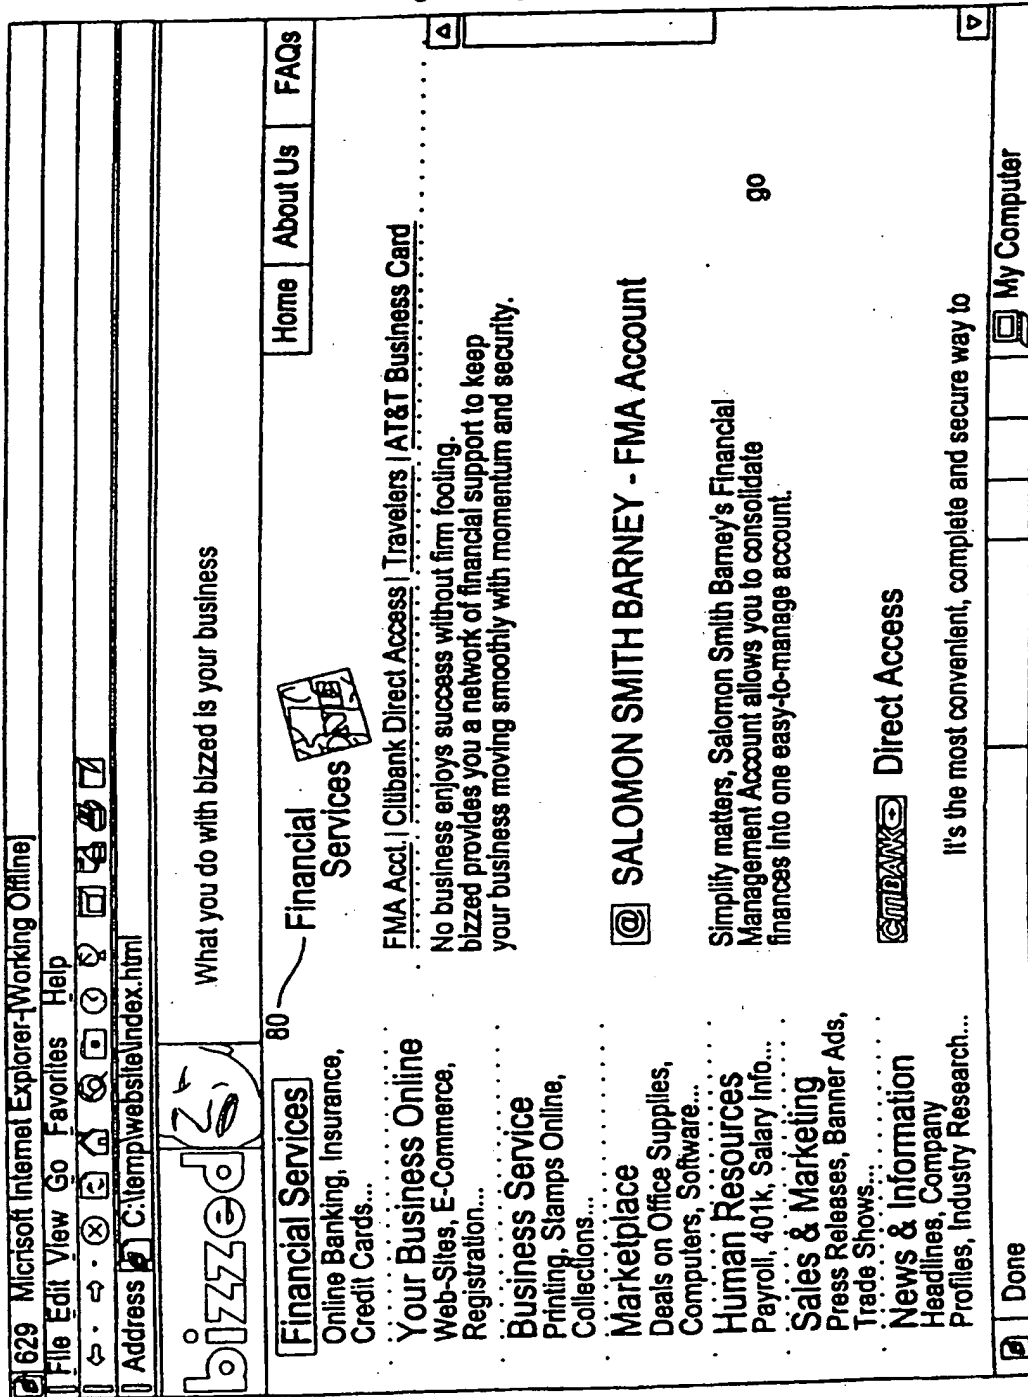 629 Micrisoft Internet Explorer-[Working Offline]
File Edit View Go Favorites Help
Address C:\temp\website\index.html
bizzed
What you do with bizzed is your business
Home About Us FAQs
Financial Services
Online Banking, Insurance,
Credit Cards...
Your Business Online
Web-Sites, E-Commerce,
Registration...
Business Service
Printing, Stamps Online,
Collections...
Marketplace
Deals on Office Supplies,
Computers, Software...
Human Resources
Payroll, 401k, Salary Info...
Sales & Marketing
Press Releases, Banner Ads,
Trade Shows...
News & Information
Headlines, Company
Profiles, Industry Research...
80
Financial
Services
FMA Acct. | Citibank Direct Access | Travelers | AT&T Business Card
No business enjoys success without firm footing.
bizzed provides you a network of financial support to keep
your business moving smoothly with momentum and security.
@ SALOMON SMITH BARNEY - FMA Account
Simplify matters, Salomon Smith Barney's Financial
Management Account allows you to consolidate
finances into one easy-to-manage account.
go
CITIBANK Direct Access
It's the most convenient, complete and secure way to
Done
My Computer